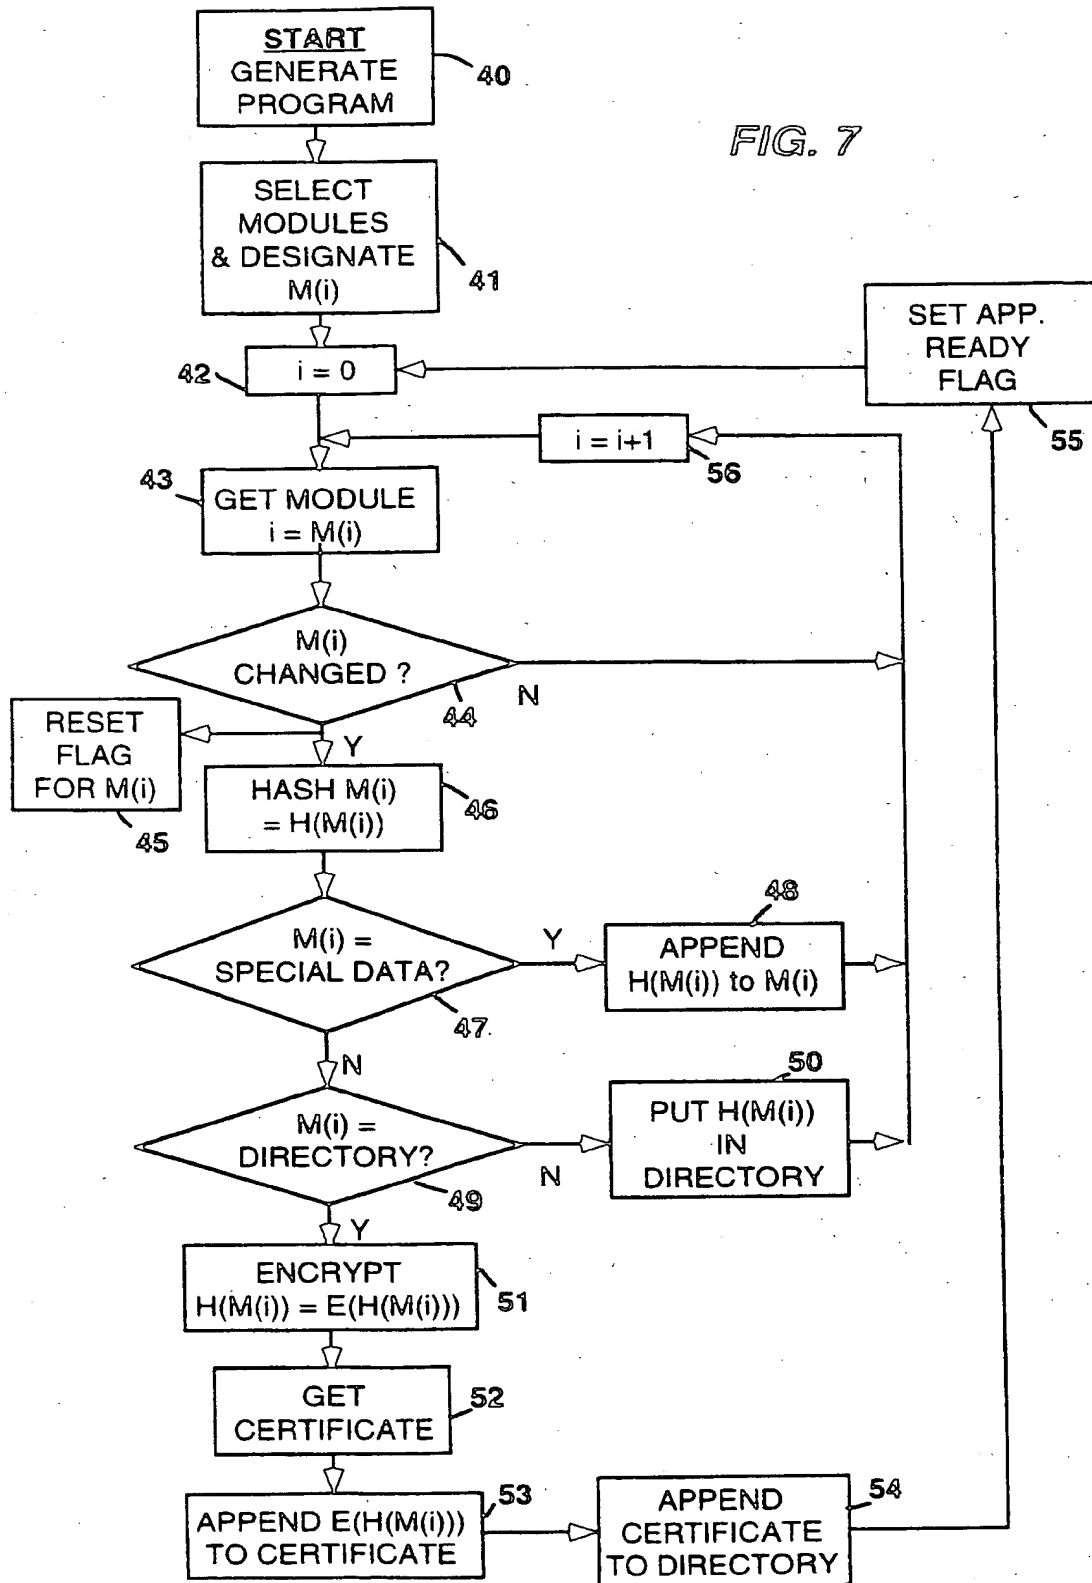 START
GENERATE
PROGRAM
40
FIG. 7
SELECT
MODULES
& DESIGNATE
M(i)
41
SET APP.
READY
FLAG
55
i = 0
42
i = i+1
56
43
GET MODULE
i = M(i)
M(i)
CHANGED ?
44
N
RESET
FLAG
FOR M(i)
45
Y
HASH M(i)
= H(M(i))
46
M(i) =
SPECIAL DATA?
47
Y
48
APPEND
H(M(i)) to M(i)
N
M(i) =
DIRECTORY?
49
N
50
PUT H(M(i))
IN
DIRECTORY
Y
ENCRYPT
H(M(i)) = E(H(M(i)))
51
GET
CERTIFICATE
52
APPEND E(H(M(i)))
TO CERTIFICATE
53
APPEND
CERTIFICATE
TO DIRECTORY
54